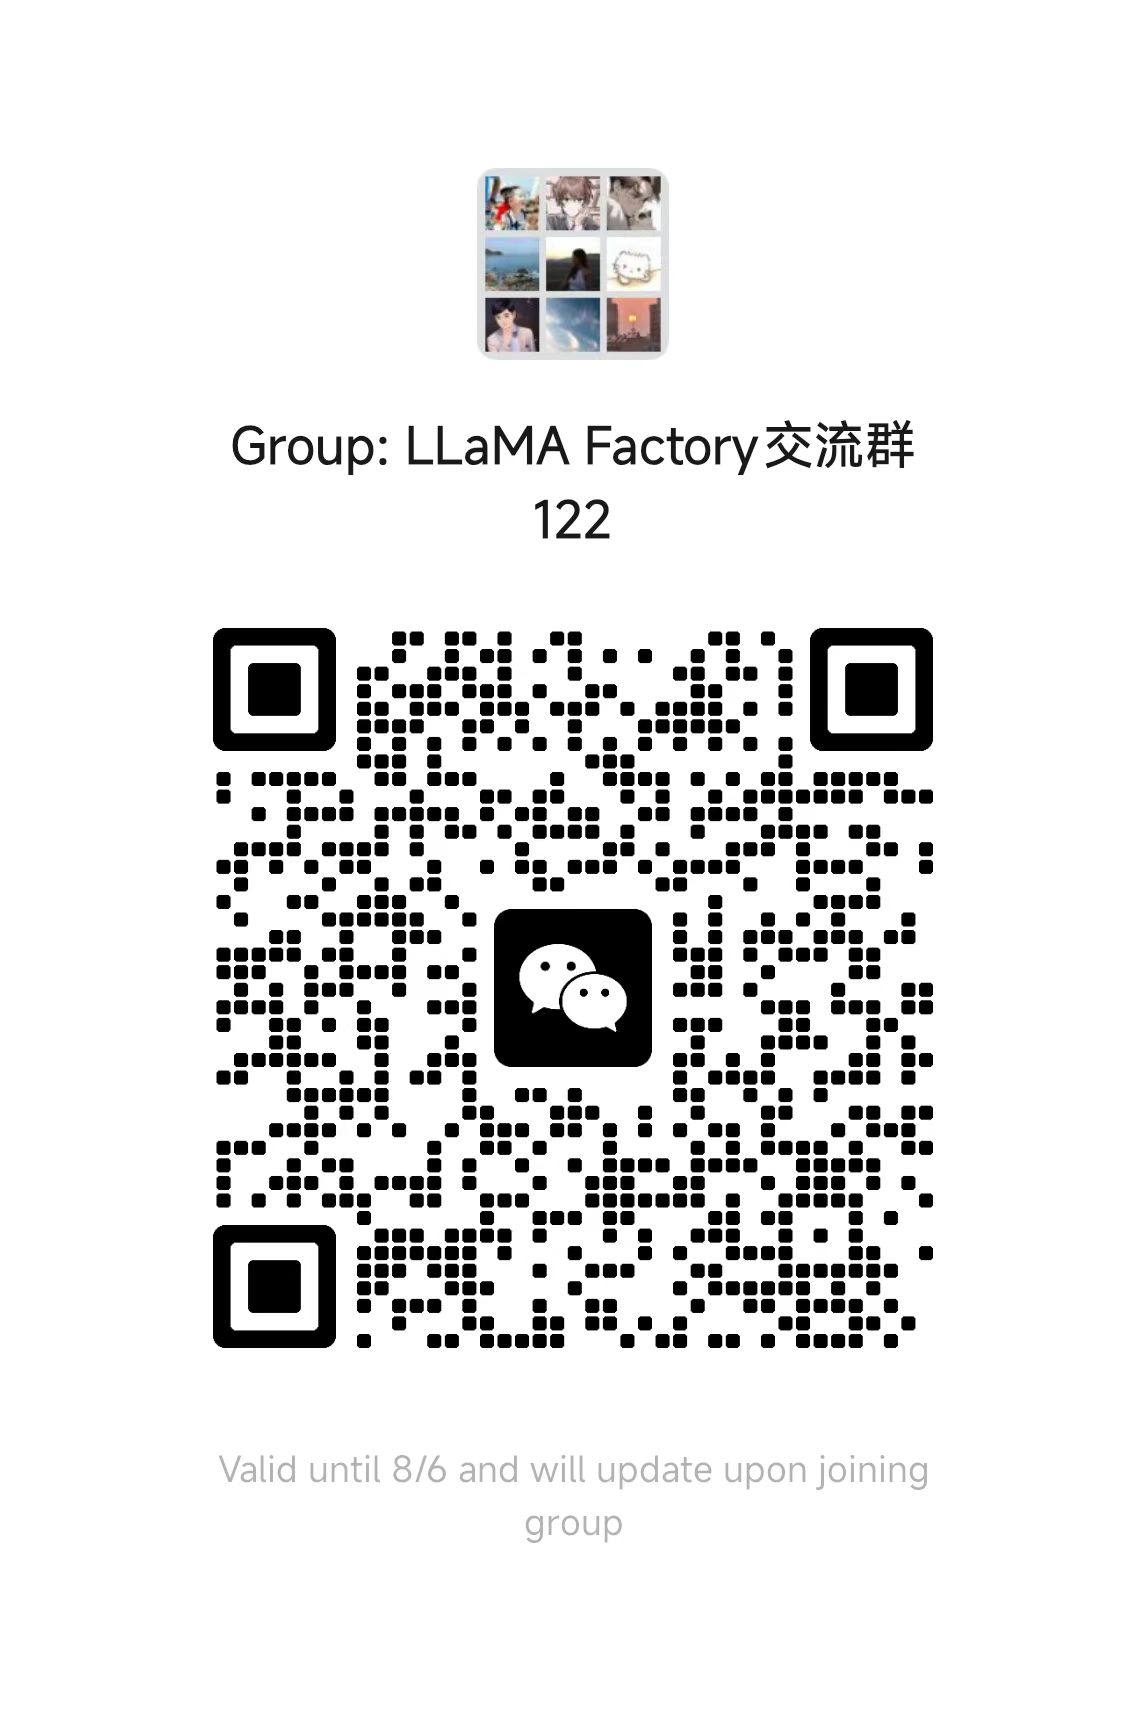 Group: LLaMA Factory交流群
122
Valid until 8/6 and will update upon joining
group